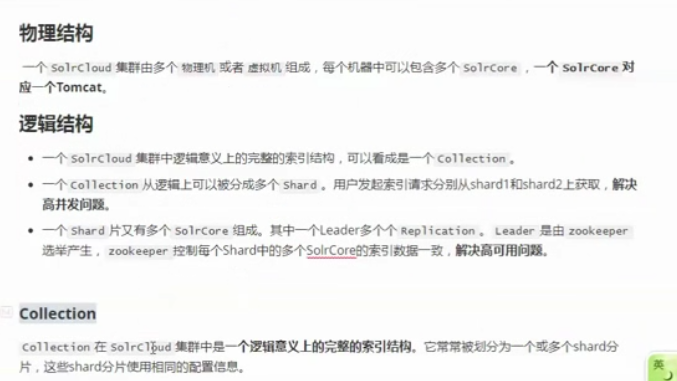 物理结构
一个 SolrCloud 集群由多个 物理机 或者 虚拟机 组成，每个机器中可以包含多个 SolrCore ，一个 SolrCore 对
应一个Tomcat。
逻辑结构
• 一个 SolrCloud 集群中逻辑意义上的完整的索引结构，可以看成是一个 Collection 。
• 一个 Collection 从逻辑上可以被分成多个 Shard 。用户发起索引请求分别从shard1和shard2上获取，解决
高并发问题。
• 一个 Shard 片又有多个 SolrCore 组成。其中一个Leader多个个 Replication 。 Leader 是由 zookeeper
选举产生， zookeeper 控制每个Shard中的多个SolrCore的索引数据一致，解决高可用问题。
Collection
Collection 在 SolrCloud 集群中是一个逻辑意义上的完整的索引结构。它常常被划分为一个或多个shard分
片，这些shard分片使用相同的配置信息。
英